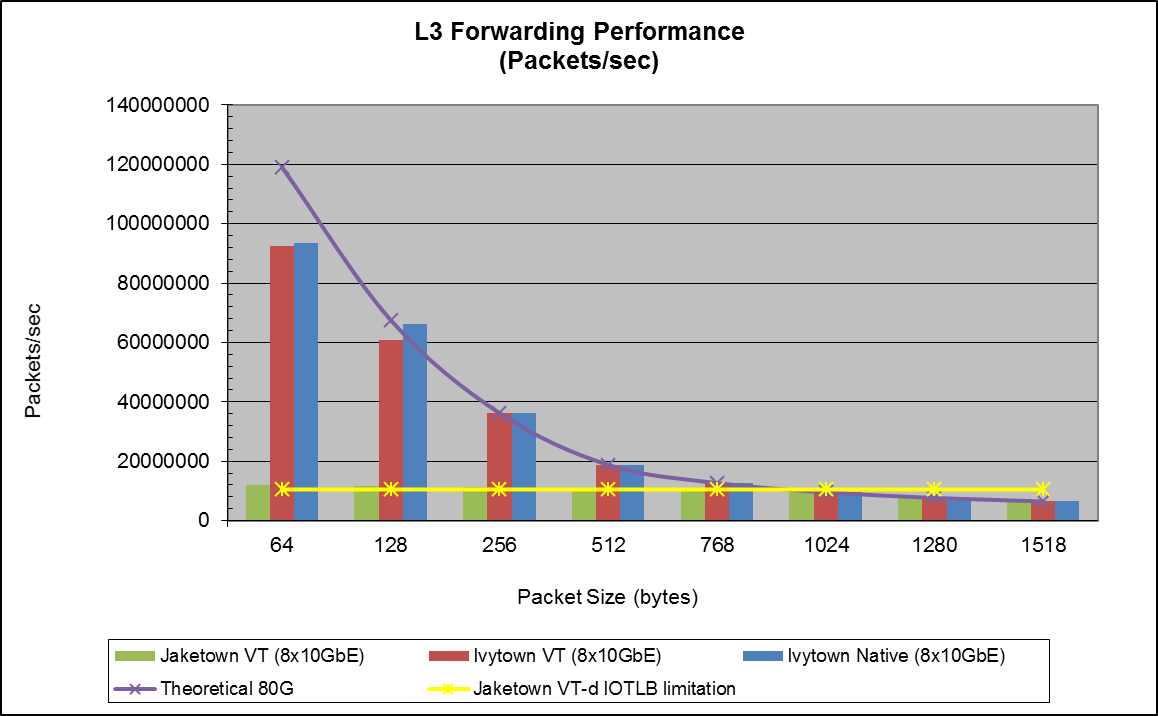 L3 Forwarding Performance
(Packets/sec)
Packets/sec
140000000
120000000
100000000
80000000
60000000
40000000
20000000
0
64 128 256 512 768 1024 1280 1518
Packet Size (bytes)
Jaketown VT (8x10GbE) Ivytown VT (8x10GbE) Ivytown Native (8x10GbE)
Theoretical 80G Jaketown VT-d IOTLB limitation